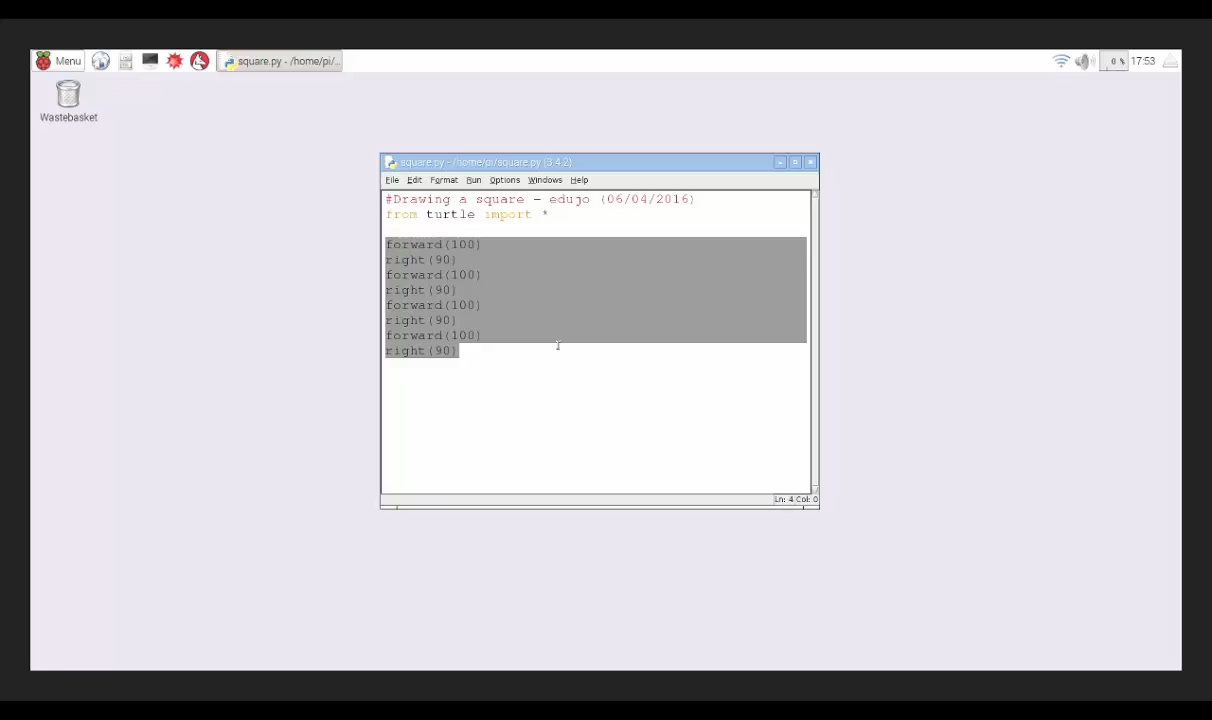 Menu
square.py - /home/pi/...
0 %
17:53
Wastebasket
square.py - /home/pi/square.py (3.4.2)
File Edit Format Run Options Windows Help
#Drawing a square - edujo (06/04/2016)
from turtle import *
forward(100)
right(90)
forward(100)
right(90)
forward(100)
right(90)
forward(100)
right(90)
Ln: 4 Col: 0